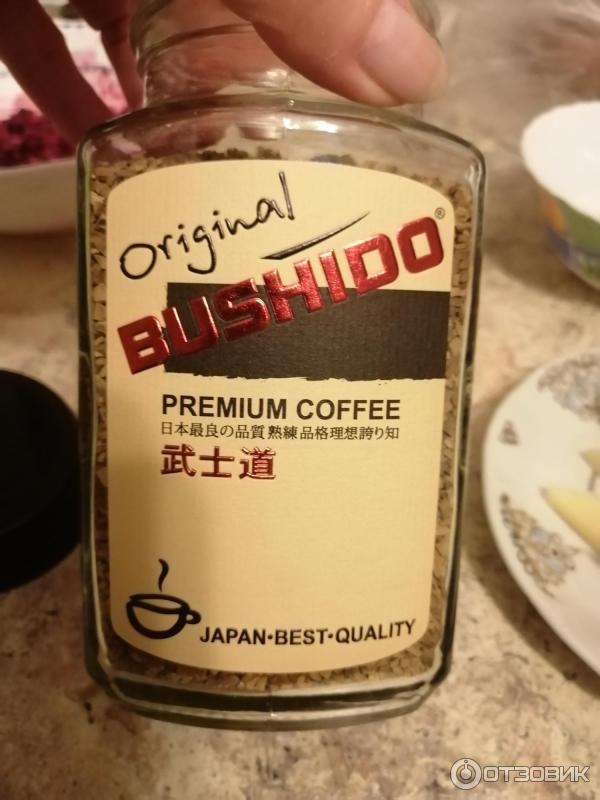 Original
BUSHIDO®
PREMIUM COFFEE
日本最良の品質熟練品格理想誇り知
武士道
JAPAN•BEST•QUALITY
ОТЗОВИК